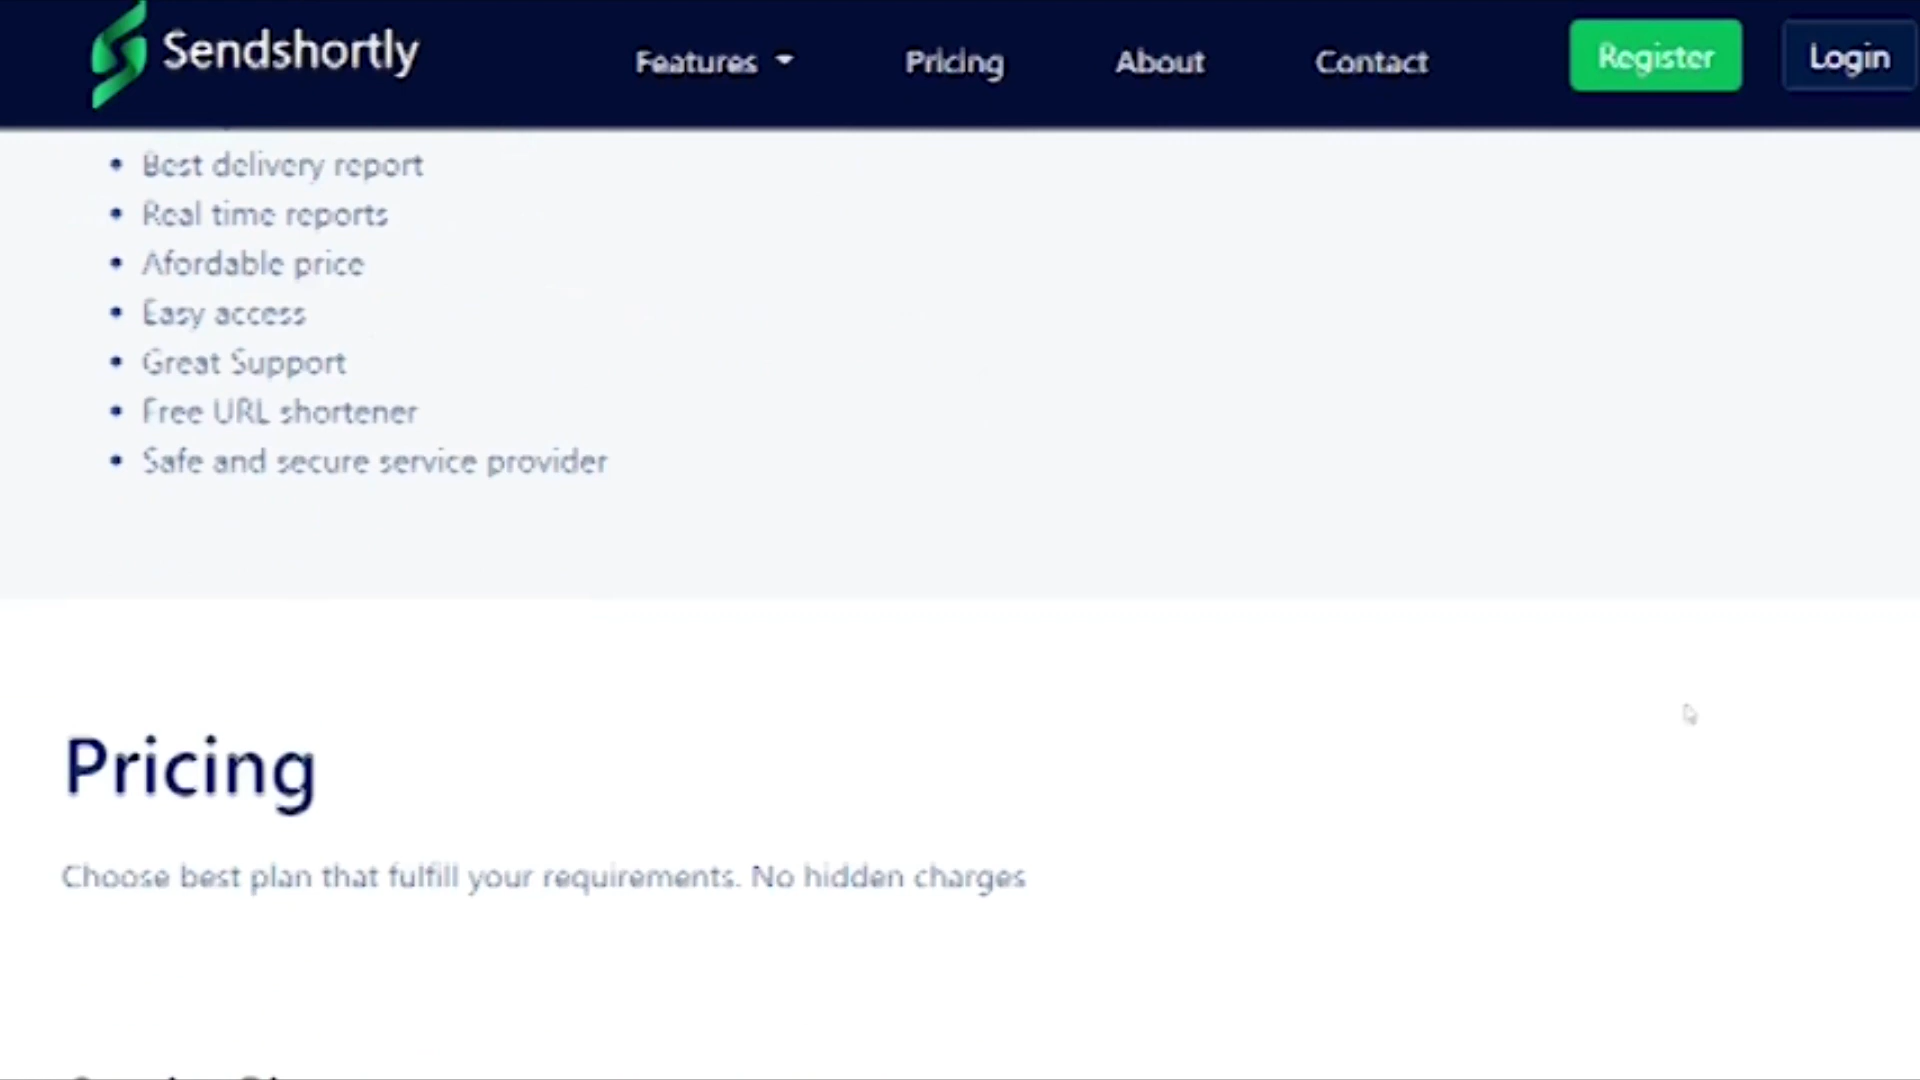 Sendshortly
Features
Pricing
About
Contact
Register
Login
Best delivery report
Real time reports
Afordable price
Easy access
Great Support
Free URL shortener
Safe and secure service provider
Pricing
Choose best plan that fulfill your requirements. No hidden charges